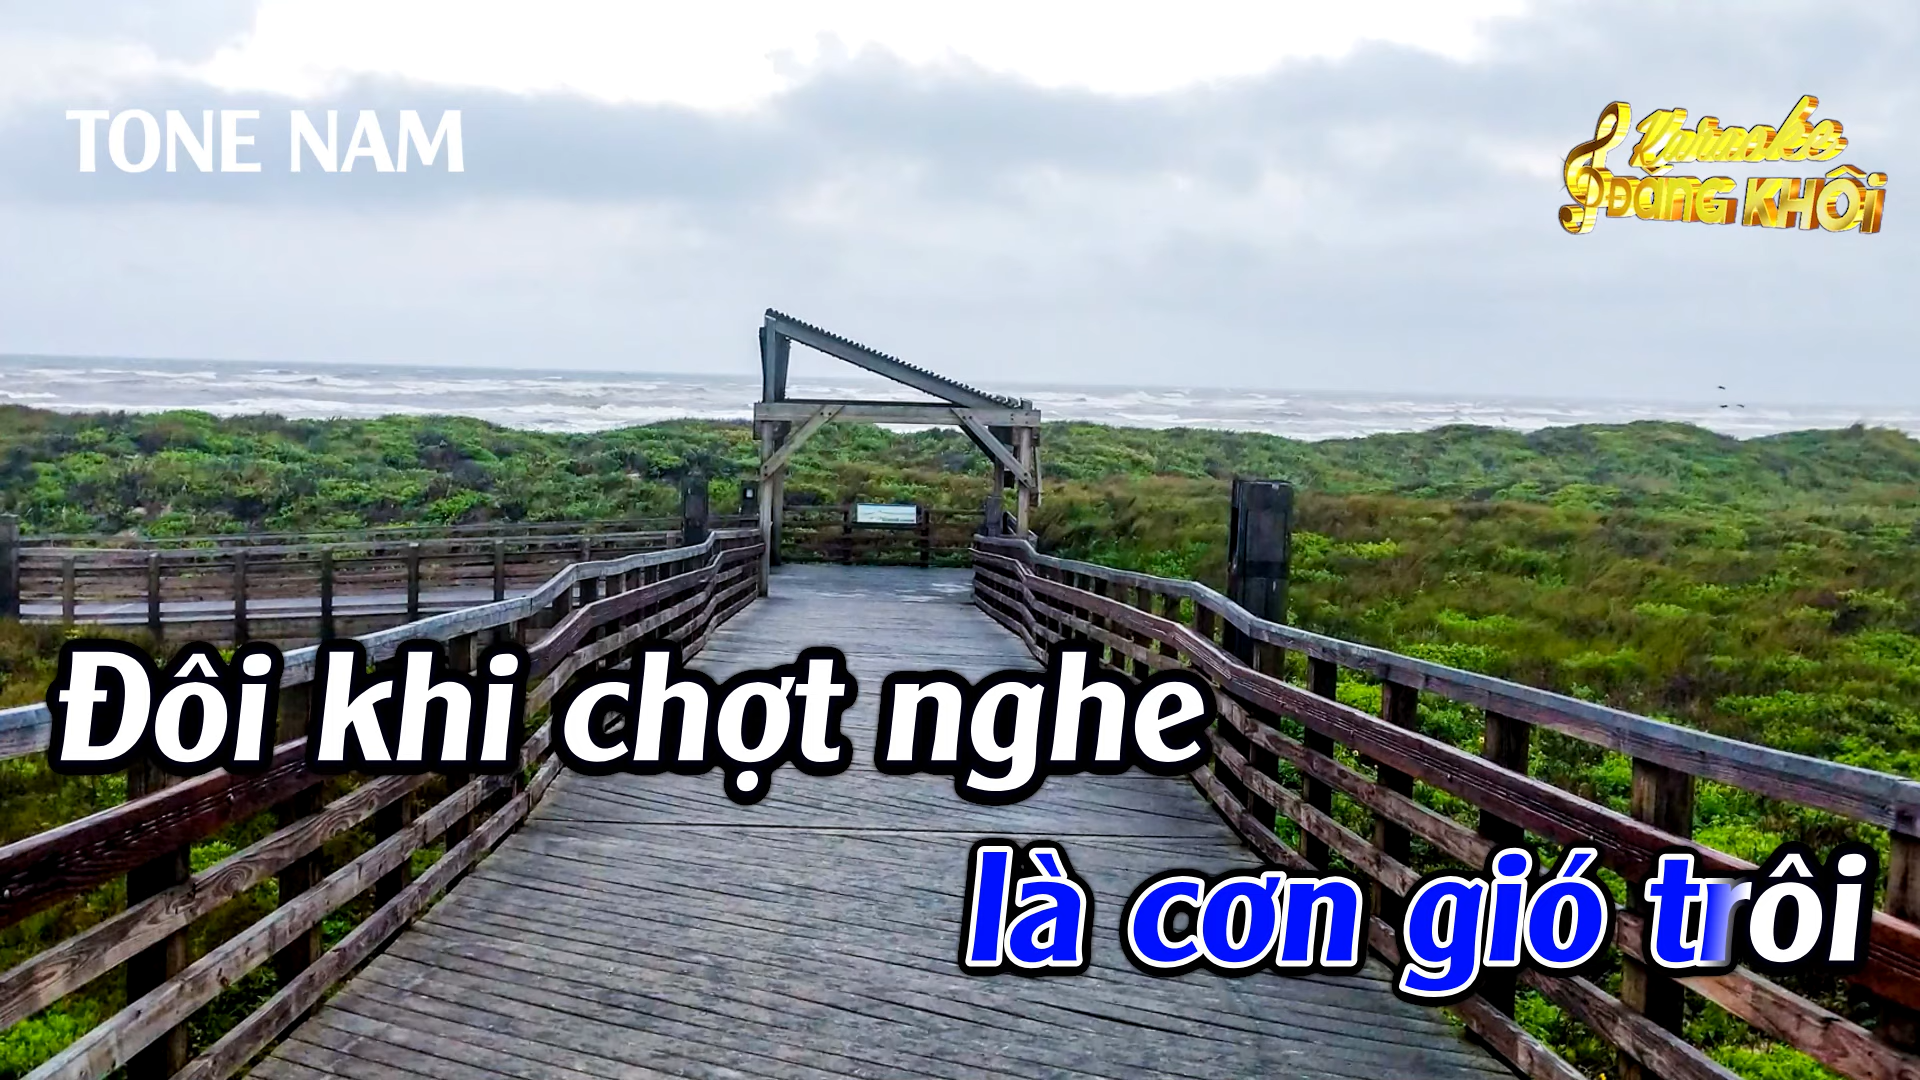 TONE NAM
Karaoke
ĐĂNG KHÔI
Đôi khi chợt nghe
là cơn gió trôi